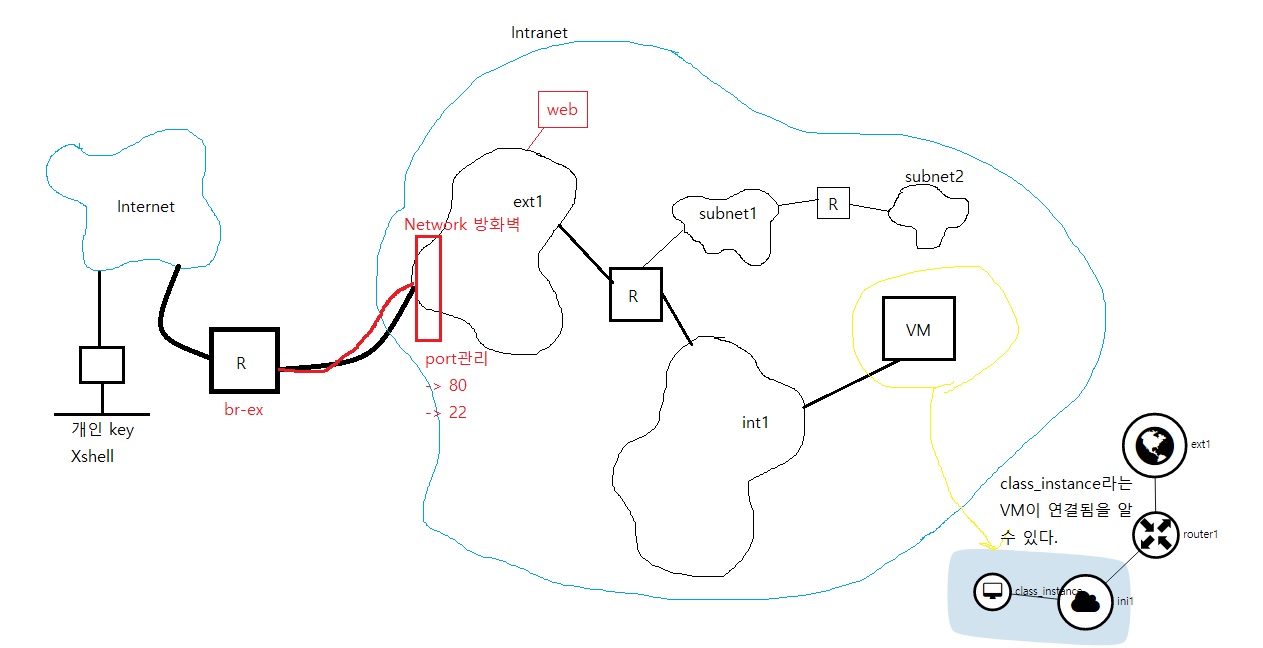 Intranet
web
Internet
ext1
Network 방화벽
subnet1
R
subnet2
R
VM
R
br-ex
port관리
-> 80
-> 22
int1
개인 key
Xshell
ext1
class_instance라는
VM이 연결됨을 알
수 있다.
router1
class_instance
ini1